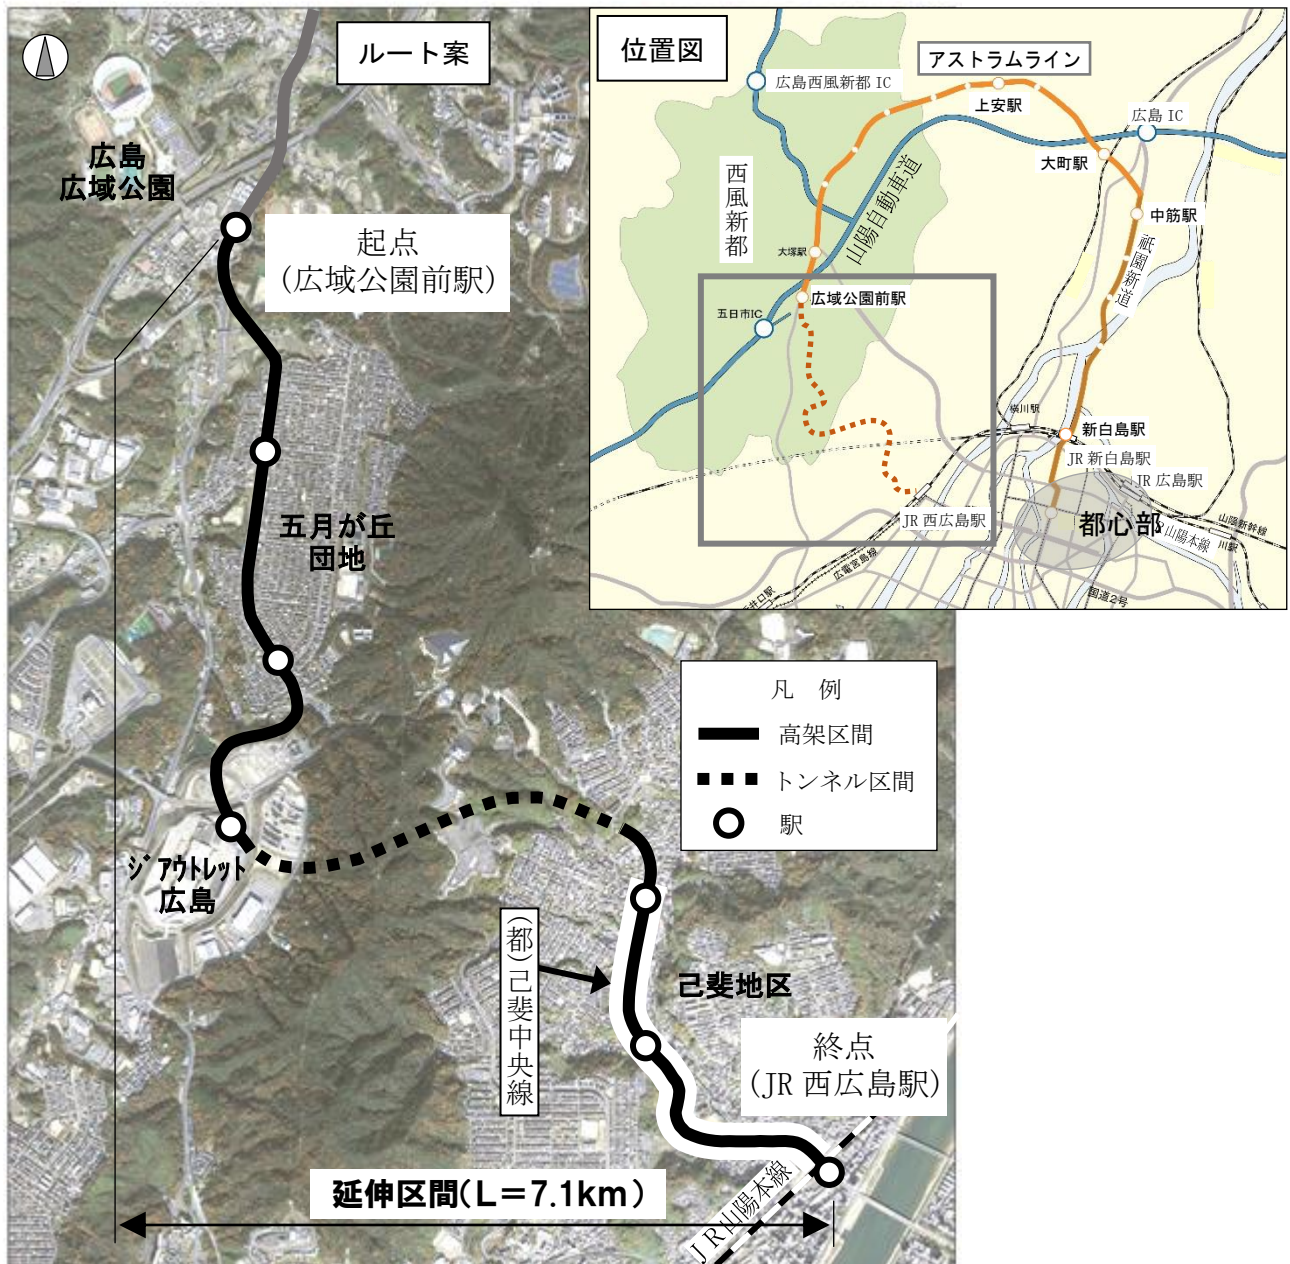 ルート案
広島
広域公園
起点
(広域公園前駅)
五月が丘
団地
ジアウトレット
広島
(都)己斐中央線
己斐地区
終点
(JR 西広島駅)
JR山陽本線
延伸区間(L=7.1km)
凡 例
高架区間
トンネル区間
駅
位置図
アストラムライン
広島西風新都 IC
上安駅
広島 IC
大町駅
西風新都
山陽自動車道
中筋駅
祇園新道
大塚駅
広域公園前駅
五日市IC
横川駅
新白島駅
JR 新白島駅
JR 広島駅
JR 西広島駅
都心部
山陽本線
山陽新幹線
広電宮島線
井口駅
国道2号